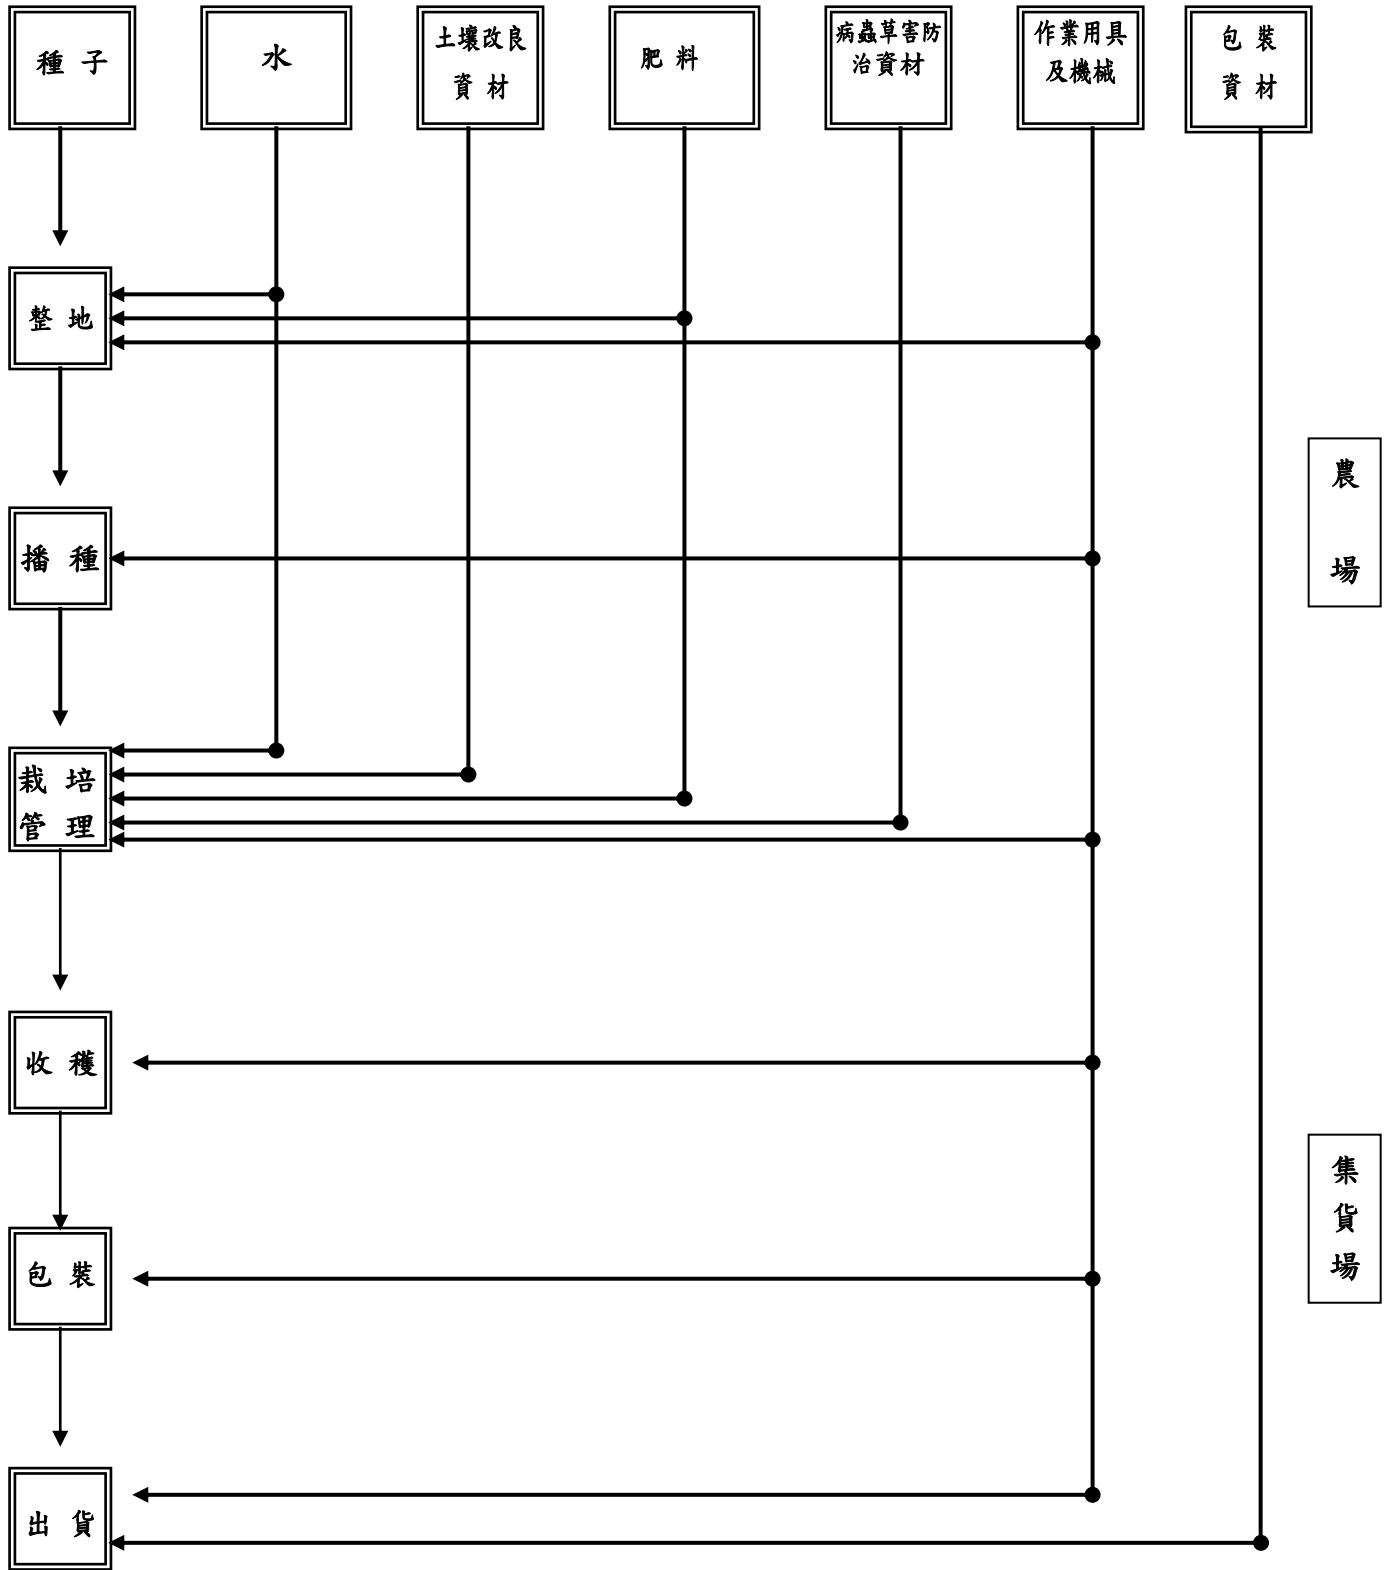 種子
水
土壤改良
資材
肥料
病蟲草害防
治資材
作業用具
及機械
包裝
資材
整地
農
場
播種
栽培
管理
收穫
集
貨
場
包裝
出貨